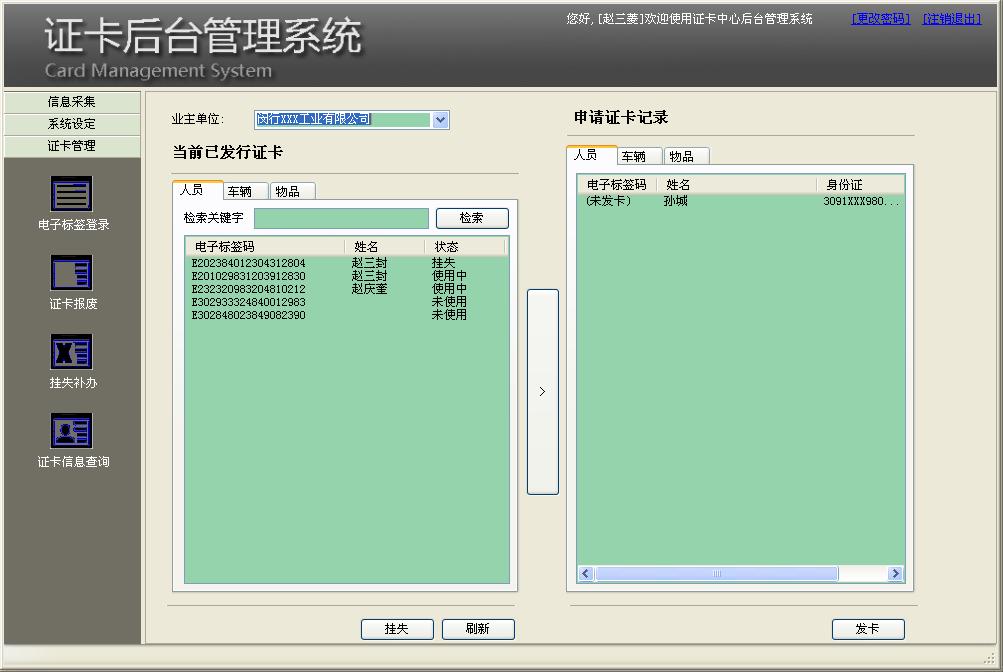 证卡后台管理系统
Card Management System
您好, [赵三菱]欢迎使用证卡中心后台管理系统 [更改密码] [注销退出]
信息采集
系统设定
证卡管理
电子标签登录
证卡报废
挂失补办
证卡信息查询
业主单位: 闵行XXX工业有限公司
当前已发行证卡
人员 车辆 物品
检索关键字 检索
电子标签码 姓名 状态
E202384012304312804 赵三封 挂失
E201029831203912830 赵三封 使用中
E232320983204810212 赵庆奎 使用中
E302933324840012983 未使用
E302848023849082390 未使用
挂失 刷新
>
申请证卡记录
人员 车辆 物品
电子标签码 姓名 身份证
(未发卡) 孙城 3091XXX980...
发卡